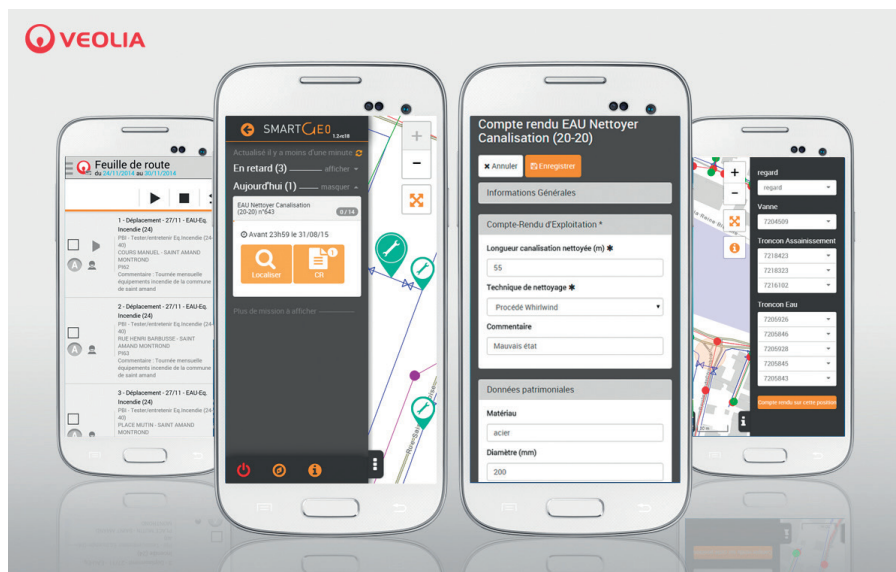 VEOLIA
Feuille de route
du 24/11/2014 au 30/11/2014
1 - Déplacement - 27/11 - EAU-Eq.
Incendie (24)
PBI - Tester/entretenir Eq.Incendie (24-
40)
COURS MANUEL - SAINT AMAND
MONTROND
PI62
Commentaire : Tournée mensuelle
équipements incendie de la commune
de saint amand
A
2 - Déplacement - 27/11 - EAU-Eq.
Incendie (24)
PBI - Tester/entretenir Eq.Incendie (24-
40)
RUE HENRI BARBUSSE - SAINT
AMAND MONTROND
PI63
Commentaire : Tournée mensuelle
équipements incendie de la commune
de saint amand
A
3 - Déplacement - 27/11 - EAU-Eq.
Incendie (24)
PBI - Tester/entretenir Eq.Incendie (24-
40)
PLACE MUTIN - SAINT AMAND
MONTROND
A
SMARTGEO
1.2-rc18
Actualisé il y a moins d'une minute
En retard (3) afficher
Aujourd'hui (1) masquer
EAU Nettoyer Canalisation
(20-20) n°643
0/14
Avant 23h59 le 31/08/15
Localiser
1
CR
Plus de mission à afficher
+
−
Compte rendu EAU Nettoyer
Canalisation (20-20)
Annuler
Enregistrer
Informations Générales
Compte-Rendu d'Exploitation *
Longueur canalisation nettoyée (m) ✱
55
Technique de nettoyage ✱
Procédé Whirlwind
Commentaire
Mauvais état
Données patrimoniales
Matériau
acier
Diamètre (mm)
200
+
−
regard
regard
Vanne
7204509
Troncon Assainissement
7218423
7218323
7216102
Troncon Eau
7205926
7205846
7205928
7205845
7205843
Compte rendu sur cette position